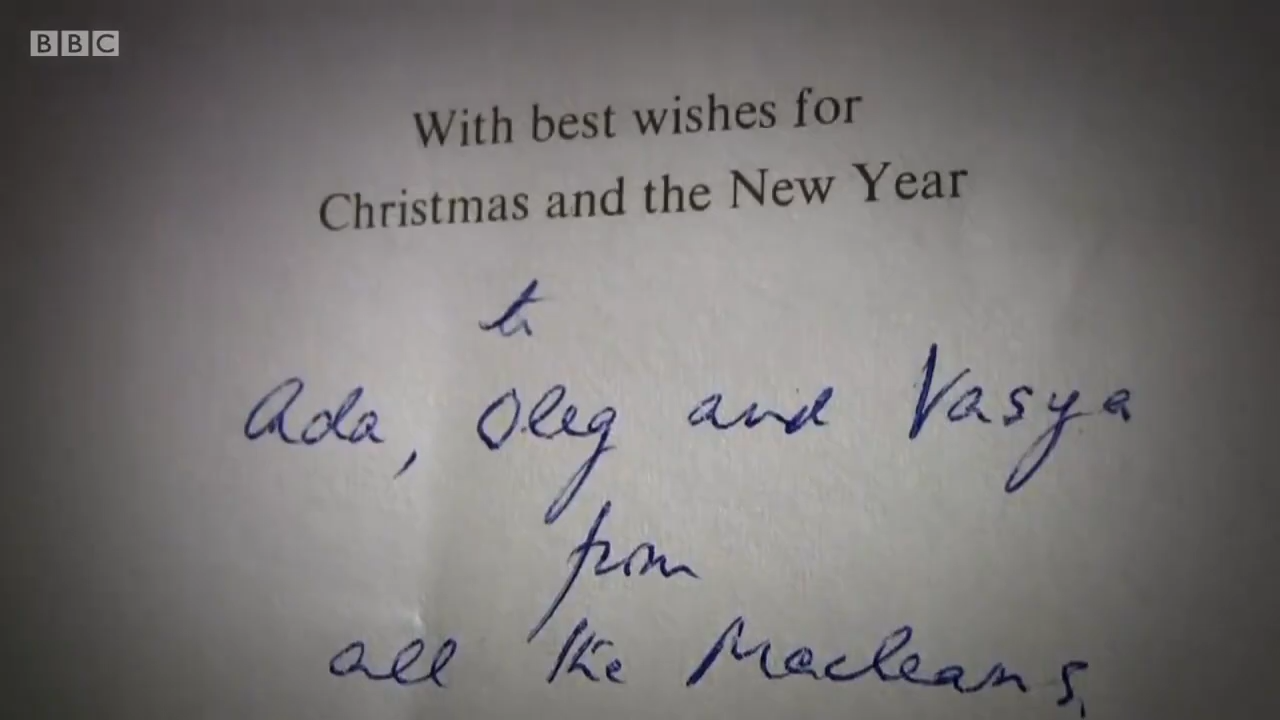 BBC
With best wishes for
Christmas and the New Year
to
Ada, Oleg and Vasya
from
all the Macleans,